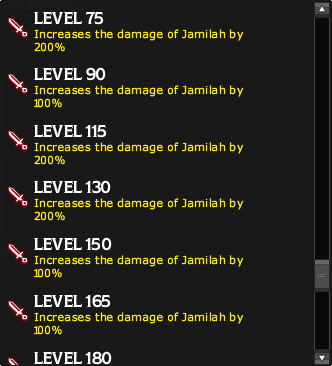 LEVEL 75
Increases the damage of Jamilah by
200%
LEVEL 90
Increases the damage of Jamilah by
100%
LEVEL 115
Increases the damage of Jamilah by
200%
LEVEL 130
Increases the damage of Jamilah by
200%
LEVEL 150
Increases the damage of Jamilah by
100%
LEVEL 165
Increases the damage of Jamilah by
100%
LEVEL 180